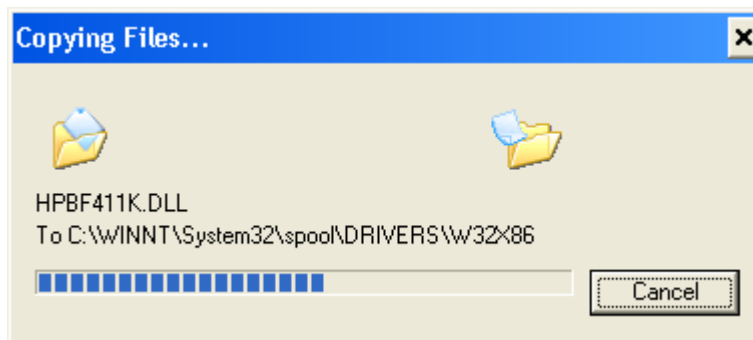 Copying Files...
HPBF411K.DLL
To C:\WINNT\System32\spool\DRIVERS\W32X86
Cancel